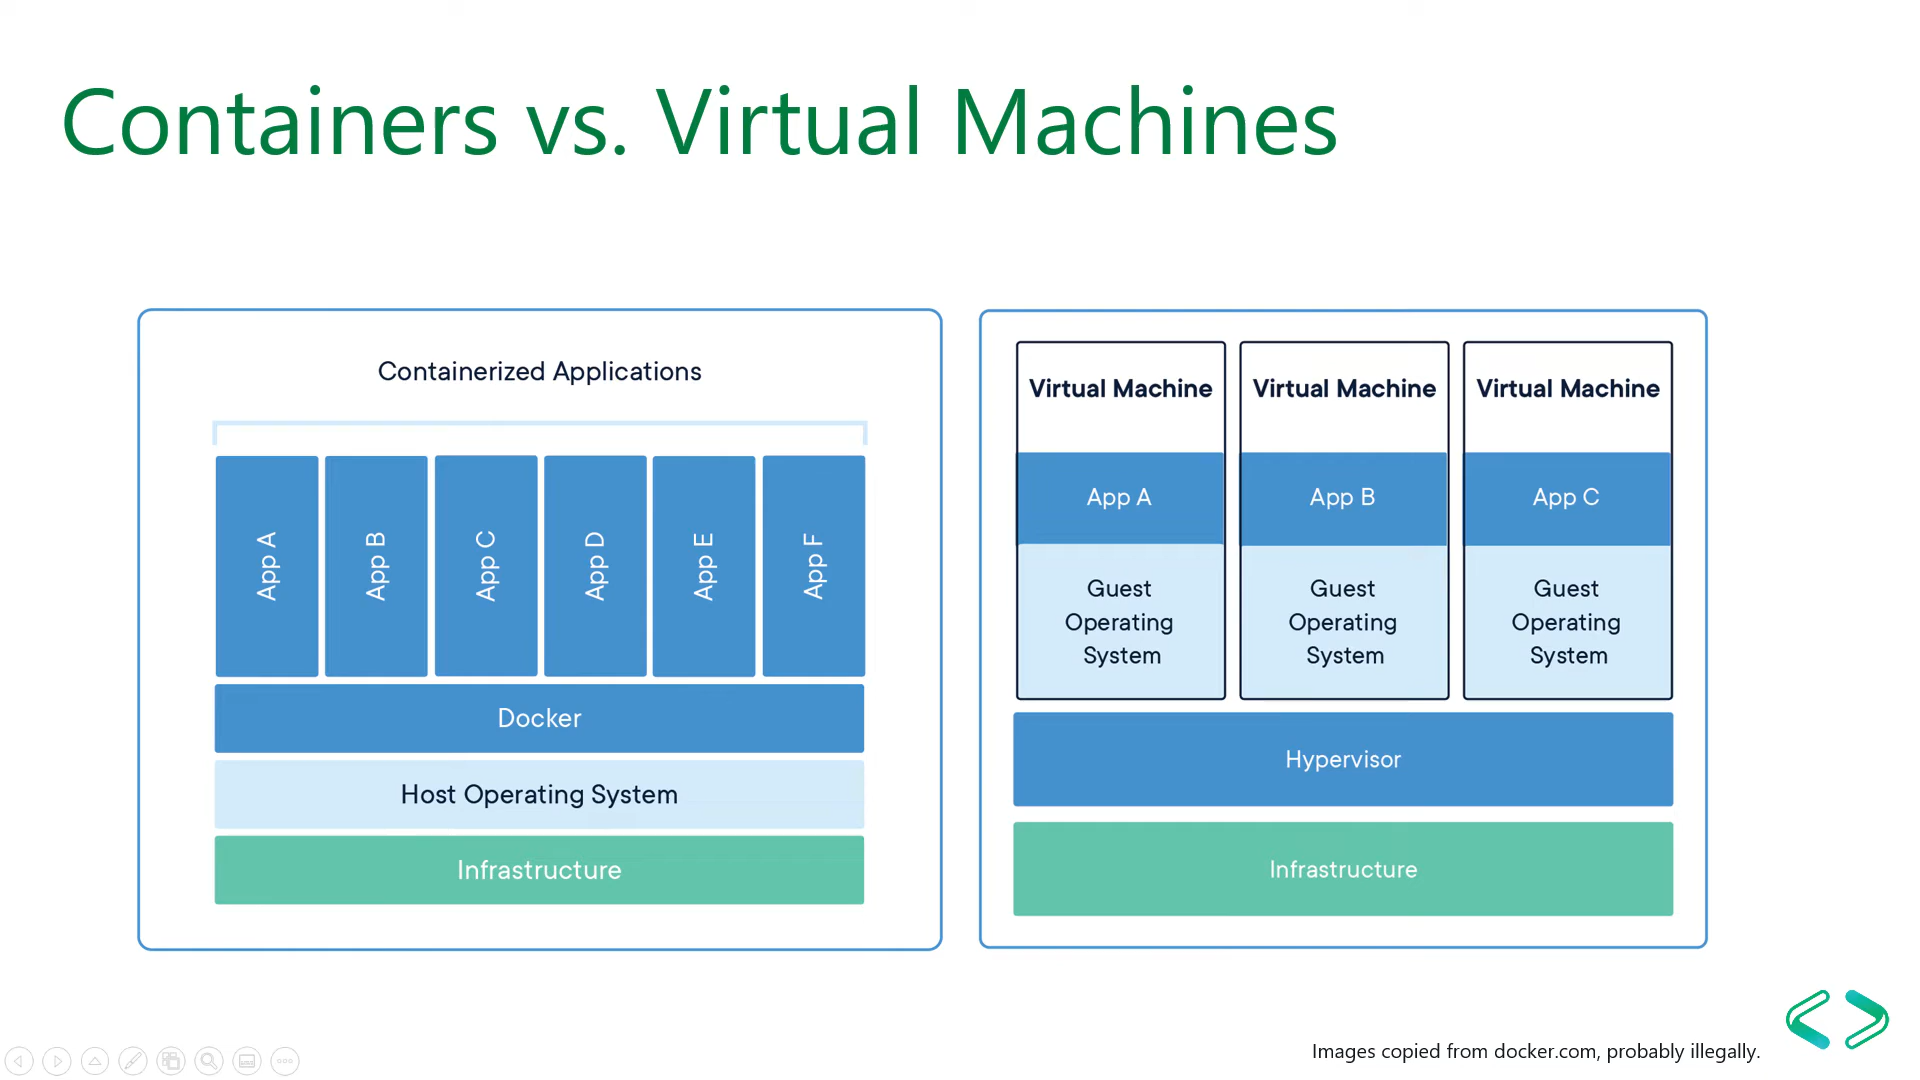 Containers vs. Virtual Machines
Containerized Applications
App A
App B
App C
App D
App E
App F
Docker
Host Operating System
Infrastructure
Virtual Machine
App A
Guest
Operating
System
Virtual Machine
App B
Guest
Operating
System
Virtual Machine
App C
Guest
Operating
System
Hypervisor
Infrastructure
Images copied from docker.com, probably illegally.